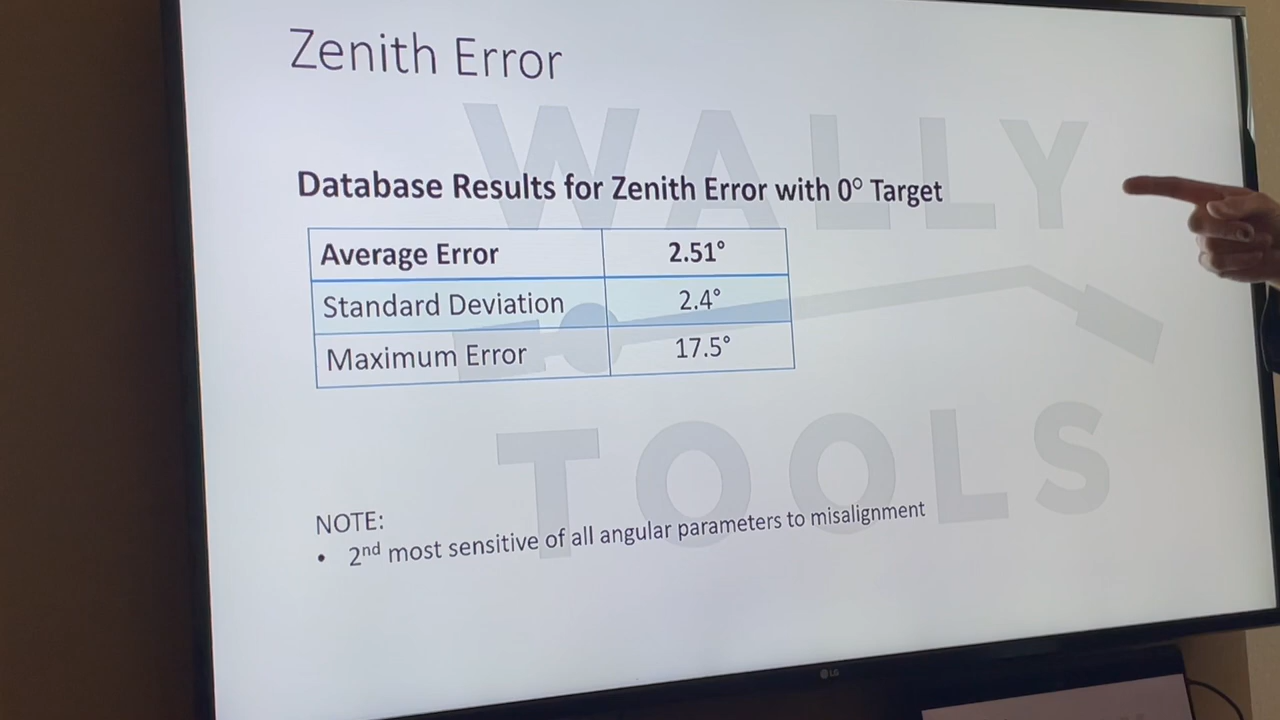 Zenith Error
WALLY
Database Results for Zenith Error with 0° Target
Average Error 2.51°
Standard Deviation 2.4°
Maximum Error 17.5°
TOOLS
NOTE:
• 2nd most sensitive of all angular parameters to misalignment
LG